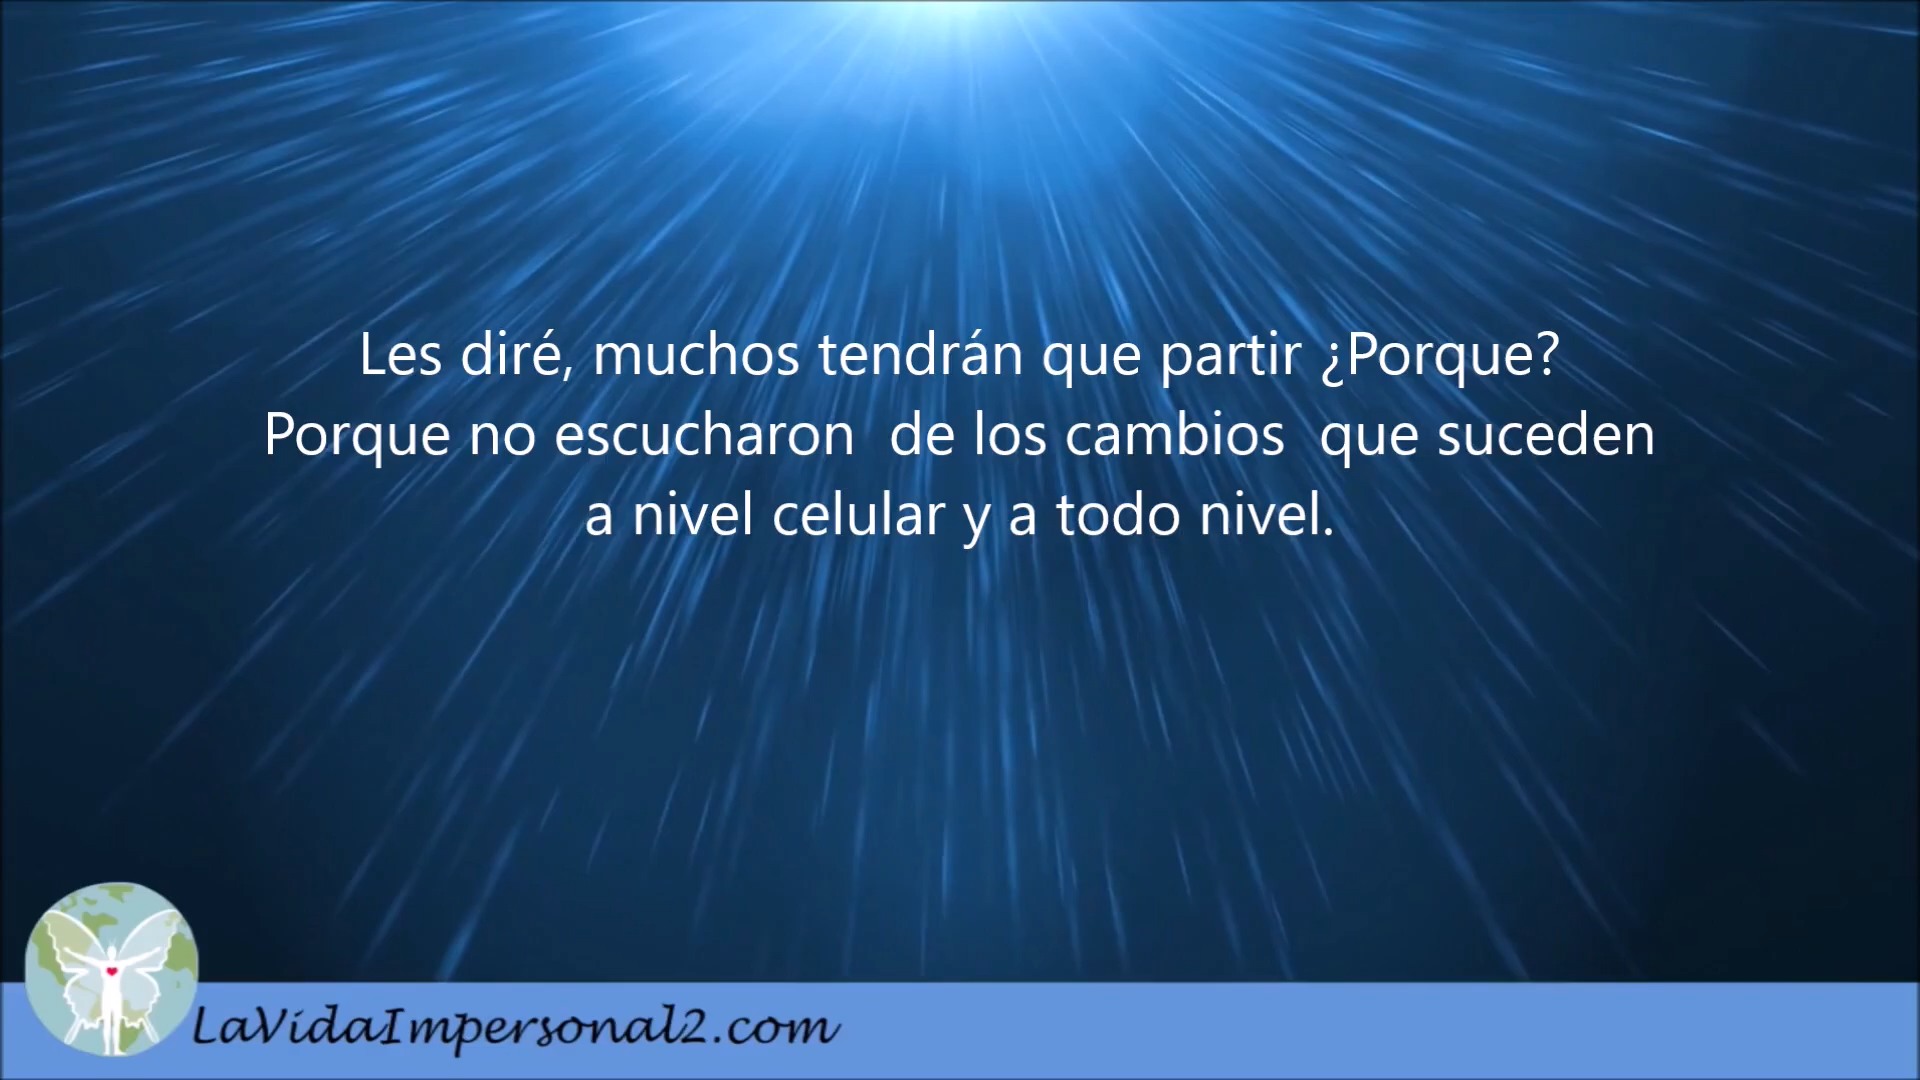 Les diré, muchos tendrán que partir ¿Porque?
Porque no escucharon  de los cambios  que suceden
a nivel celular y a todo nivel.
LaVidaImpersonal2.com